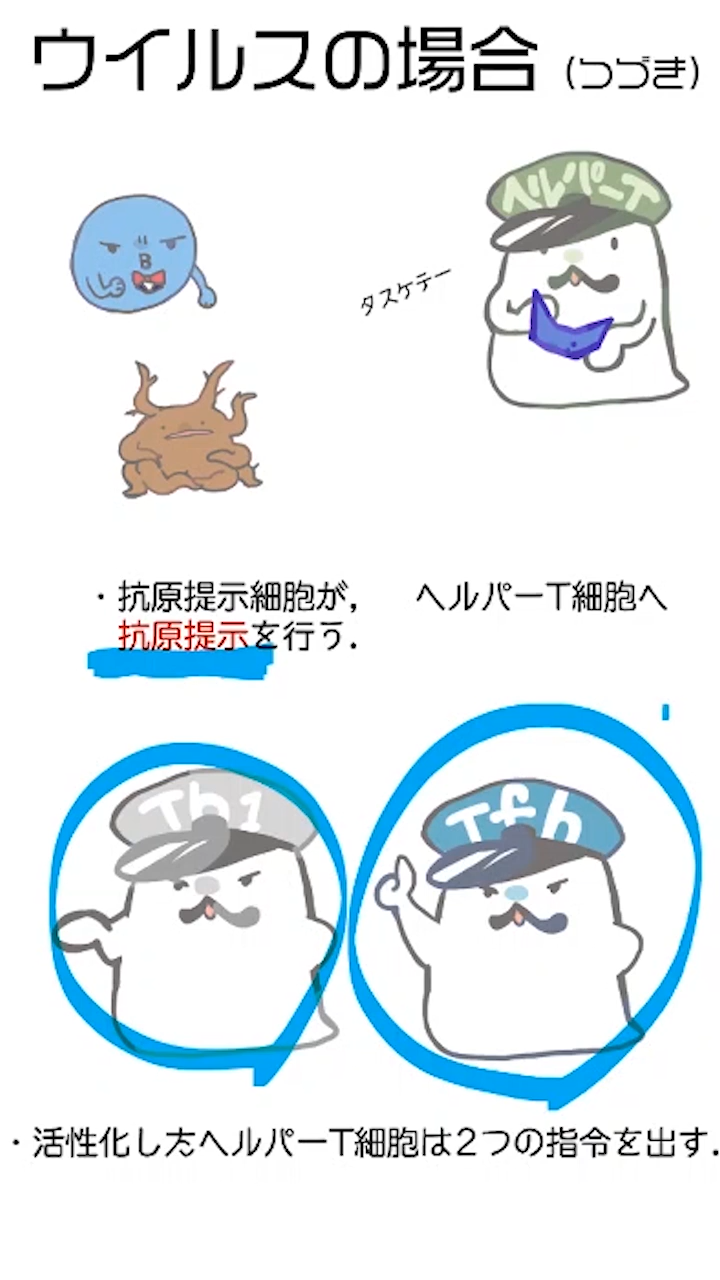 ウイルスの場合 (つづき)
ヘルパーT
B
タスケテー
・抗原提示細胞が, ヘルパーT細胞へ
抗原提示を行う.
Th1
Tfh
・活性化したヘルパーT細胞は2つの指令を出す.